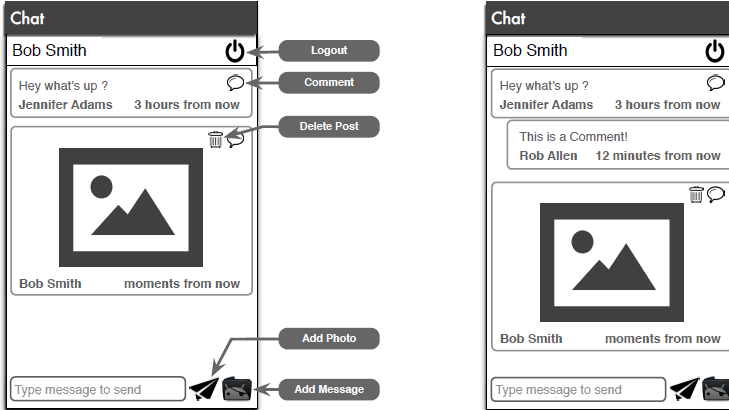 Chat
Bob Smith
Logout
Hey what's up ?
Comment
Jennifer Adams 3 hours from now
Delete Post
Bob Smith moments from now
Add Photo
Type message to send
Add Message
Chat
Bob Smith
Hey what's up ?
Jennifer Adams 3 hours from now
This is a Comment!
Rob Allen 12 minutes from now
Bob Smith moments from now
Type message to send